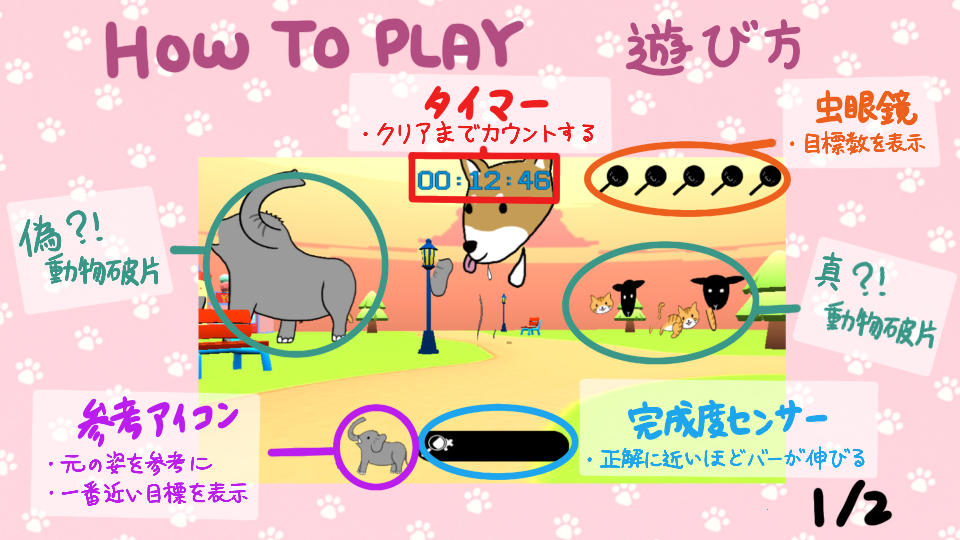 HOW TO PLAY 遊び方
タイマー
・クリアまでカウントする
虫眼鏡
・目標数を表示
00:12:46
偽?!
動物破片
真?!
動物破片
参考アイコン
・元の姿を参考に
・一番近い目標を表示
完成度センサー
・正解に近いほどバーが伸びる
1/2